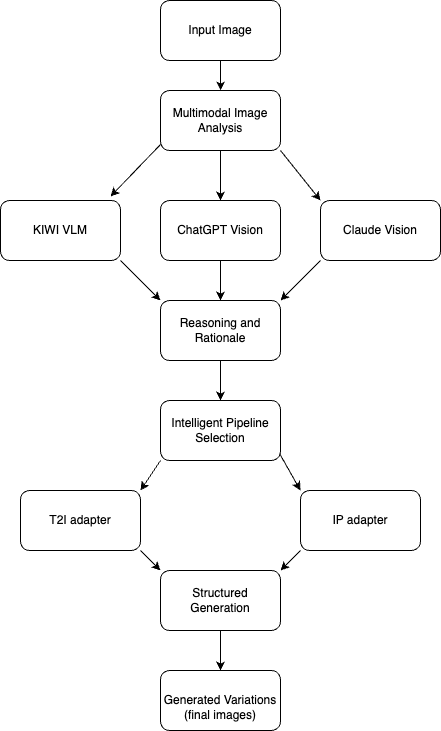 Input Image
Multimodal Image
Analysis
KIWI VLM
ChatGPT Vision
Claude Vision
Reasoning and
Rationale
Intelligent Pipeline
Selection
T2I adapter
IP adapter
Structured
Generation
Generated Variations
(final images)